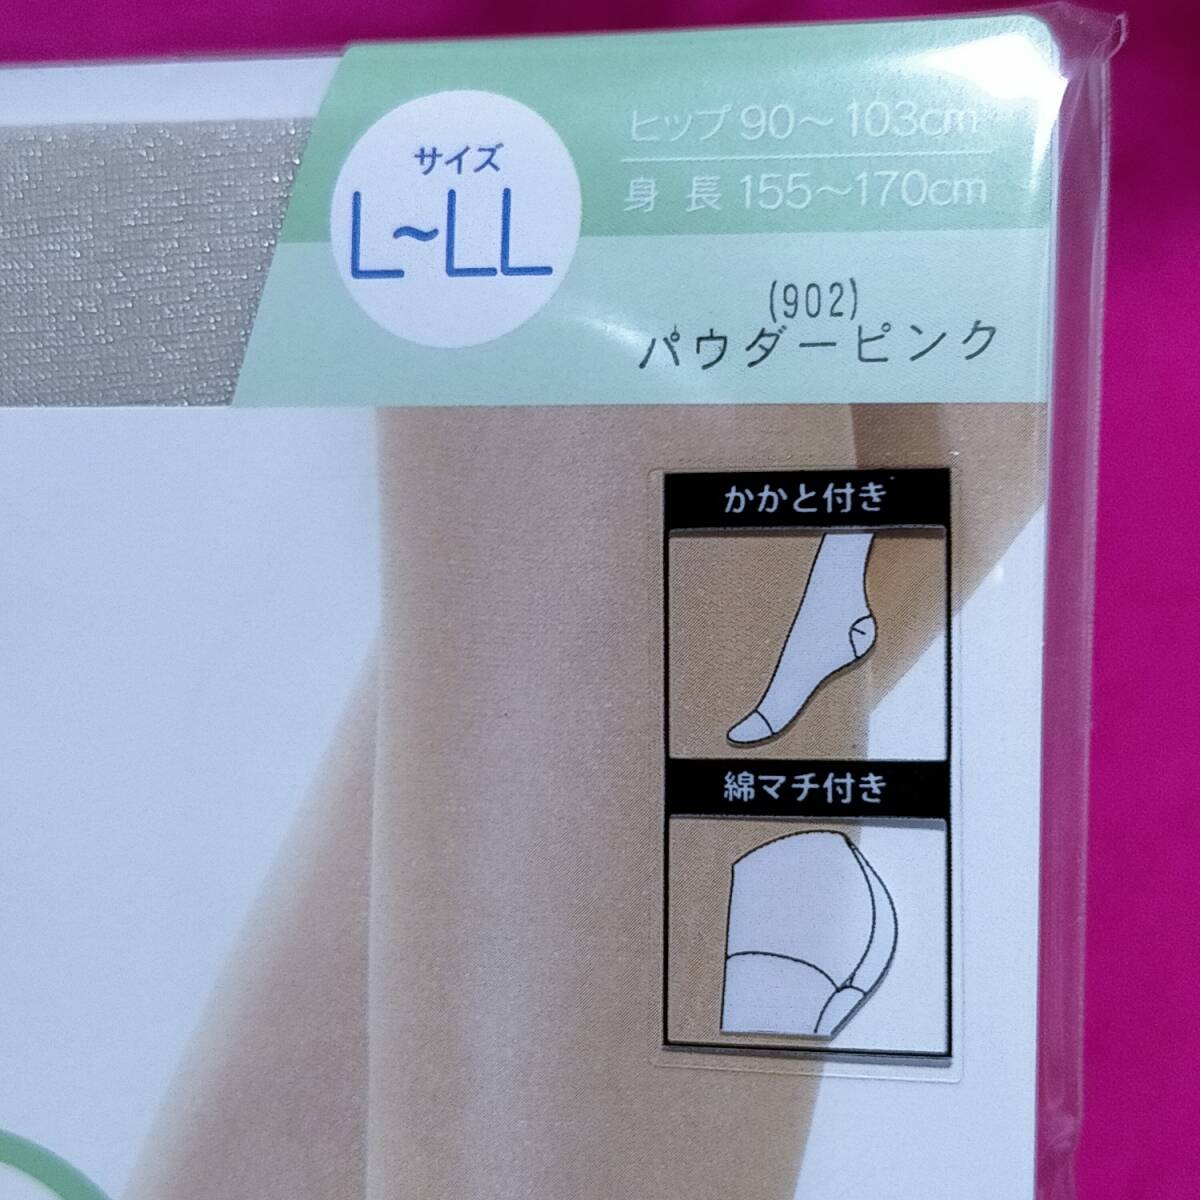 サイズ
L~LL
ヒップ 90～103cm
身長 155～170cm
(902)
パウダーピンク
かかと付き
綿マチ付き